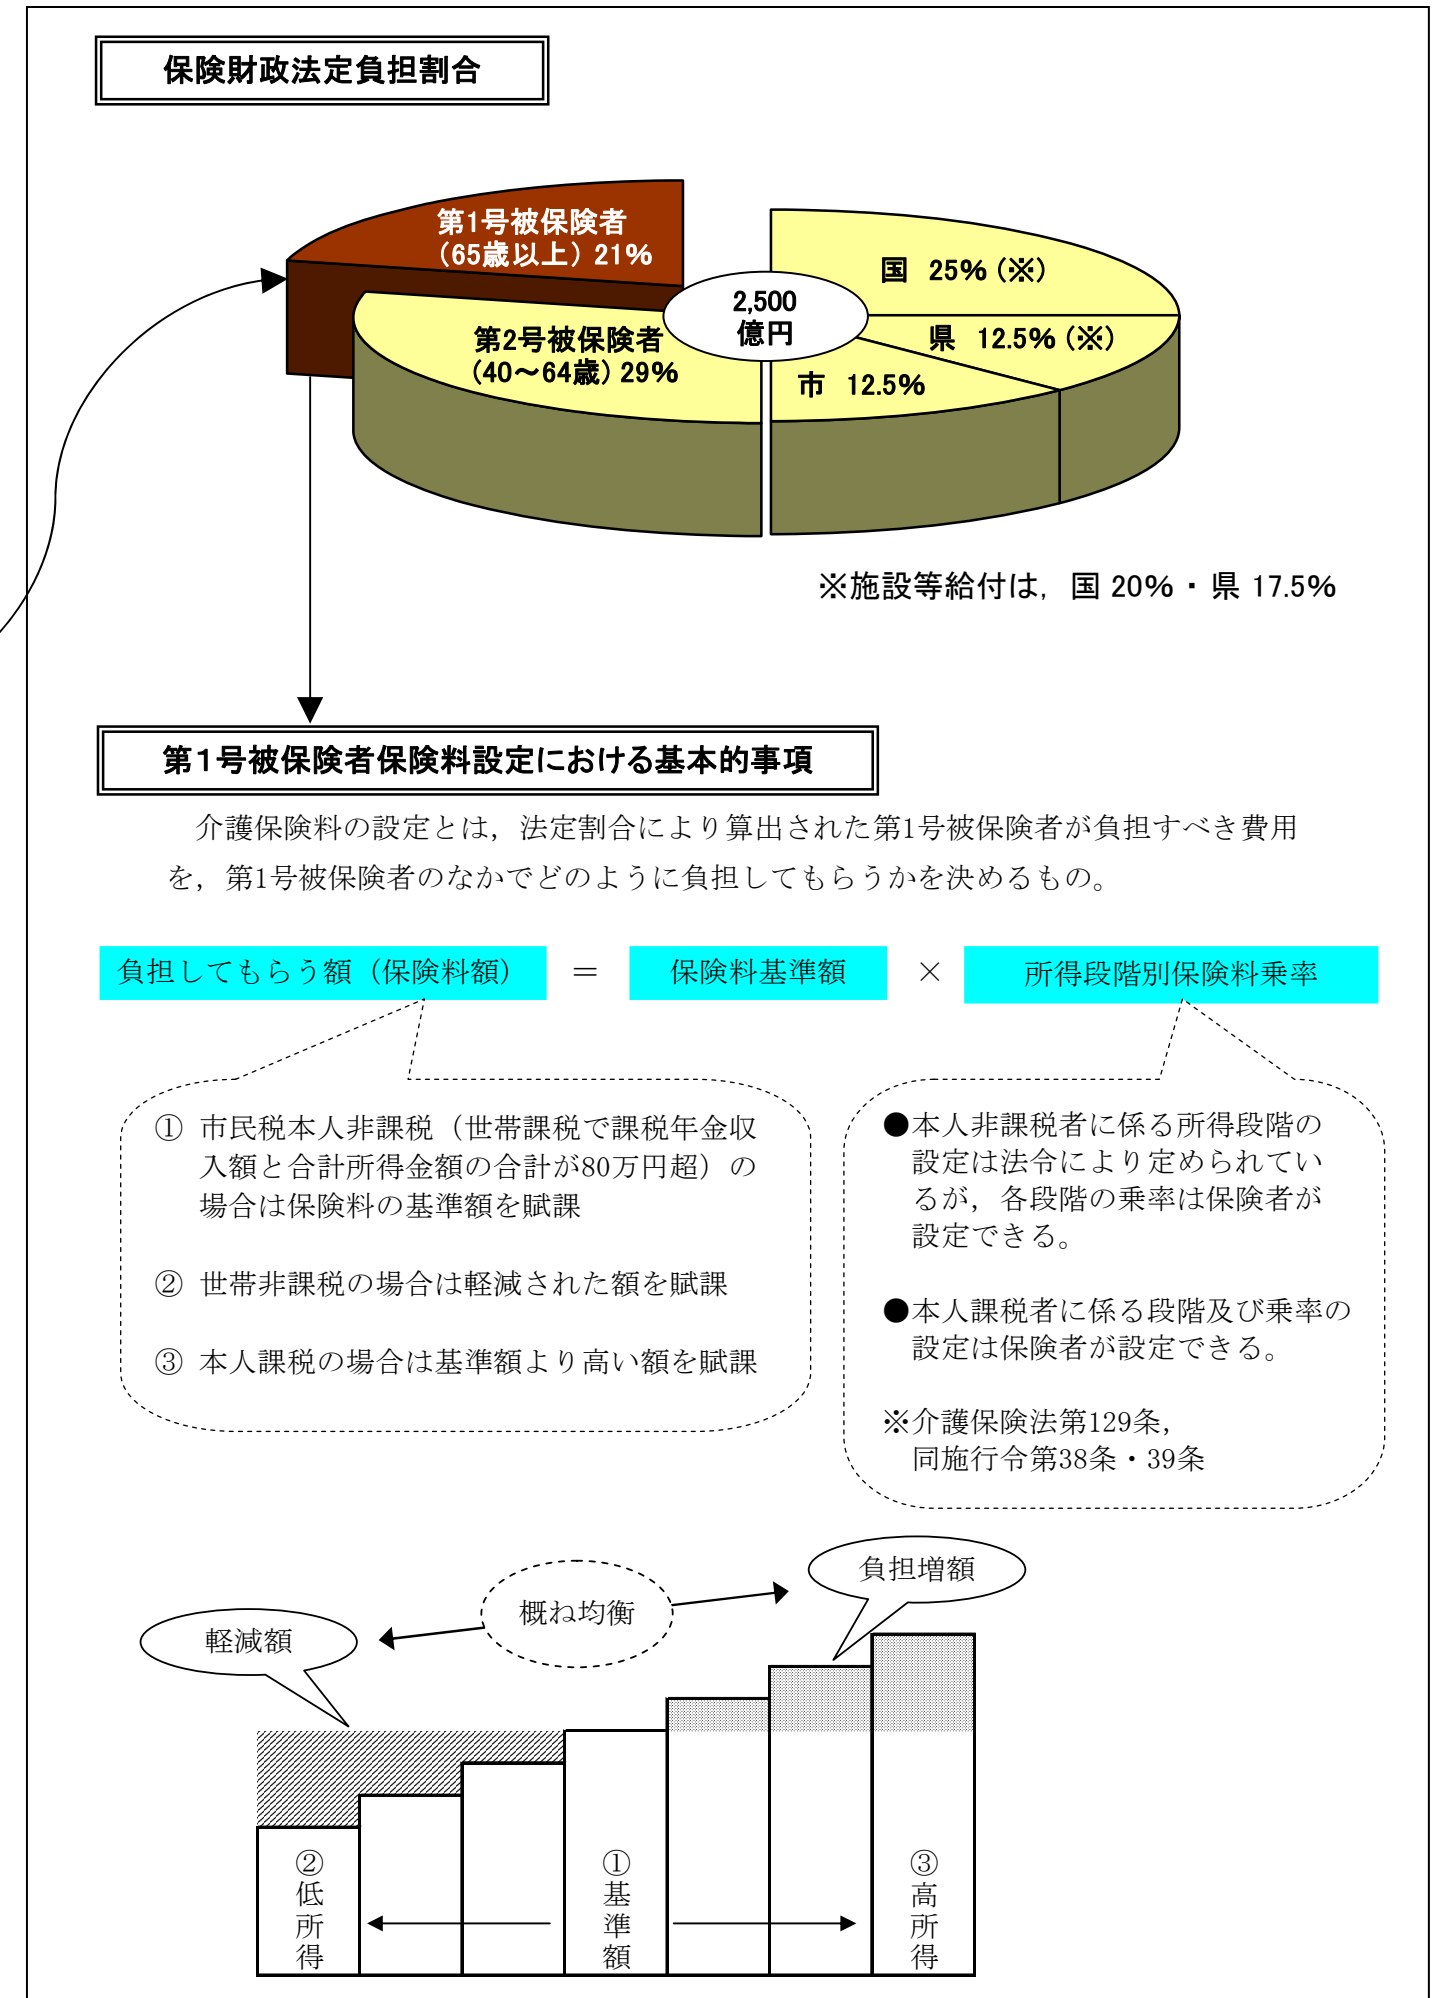 保険財政法定負担割合
第1号被保険者
（65歳以上）21%
国　25%（※）
2,500
億円
県　12.5%（※）
第2号被保険者
（40～64歳）29%
市　12.5%
※施設等給付は，国 20%・県 17.5%
第１号被保険者保険料設定における基本的事項
介護保険料の設定とは，法定割合により算出された第1号被保険者が負担すべき費用
を，第1号被保険者のなかでどのように負担してもらうかを決めるもの。
負担してもらう額（保険料額）　＝　保険料基準額　×　所得段階別保険料乗率
①　市民税本人非課税（世帯課税で課税年金収
入額と合計所得金額の合計が80万円超）の
場合は保険料の基準額を賦課
②　世帯非課税の場合は軽減された額を賦課
③　本人課税の場合は基準額より高い額を賦課
●本人非課税者に係る所得段階の
設定は法令により定められてい
るが，各段階の乗率は保険者が
設定できる。
●本人課税者に係る段階及び乗率の
設定は保険者が設定できる。
※介護保険法第129条，
同施行令第38条・39条
負担増額
概ね均衡
軽減額
②低所得
①基準額
③高所得